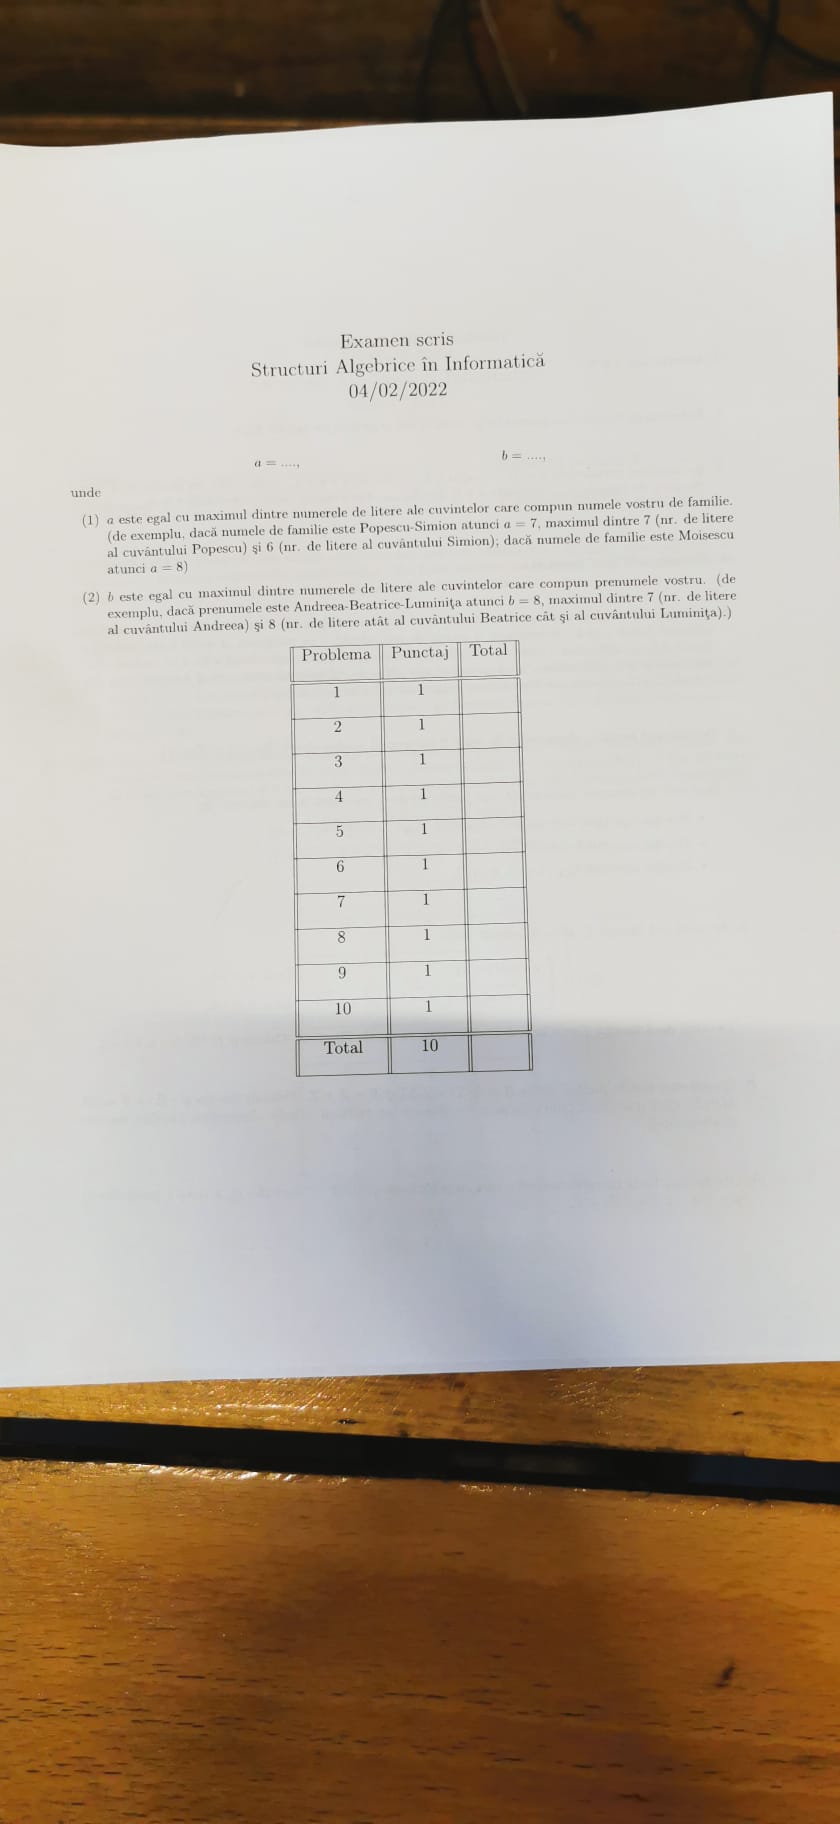 Examen scris
Structuri Algebrice în Informatică
04/02/2022
a = ...., b = ....,
unde
(1) a este egal cu maximul dintre numerele de litere ale cuvintelor care compun numele vostru de familie.
(de exemplu, dacă numele de familie este Popescu-Simion atunci a = 7, maximul dintre 7 (nr. de litere
al cuvântului Popescu) şi 6 (nr. de litere al cuvântului Simion); dacă numele de familie este Moisescu
atunci a = 8)
(2) b este egal cu maximul dintre numerele de litere ale cuvintelor care compun prenumele vostru. (de
exemplu, dacă prenumele este Andreea-Beatrice-Luminiţa atunci b = 8, maximul dintre 7 (nr. de litere
al cuvântului Andreea) şi 8 (nr. de litere atât al cuvântului Beatrice cât şi al cuvântului Luminiţa).)
Problema Punctaj Total
1 1
2 1
3 1
4 1
5 1
6 1
7 1
8 1
9 1
10 1
Total 10